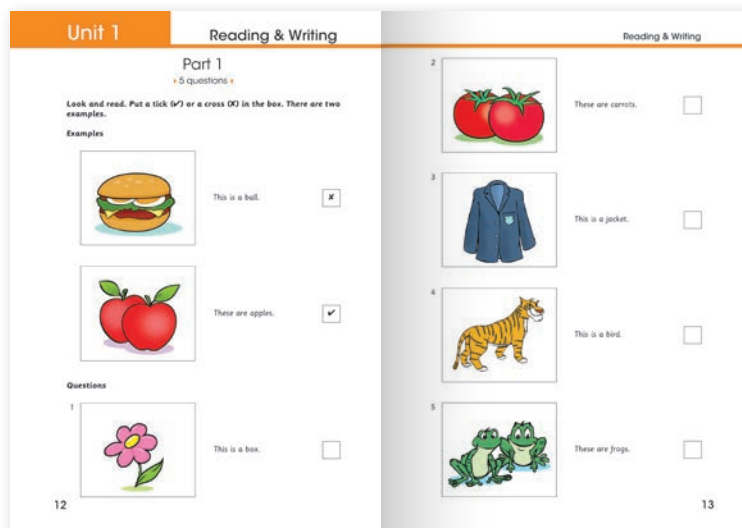 Unit 1
Reading & Writing
Part 1
5 questions
Look and read. Put a tick (✔) or a cross (✗) in the box. There are two
examples.
Examples
This is a ball.
✗
These are apples.
✔
Questions
1
This is a box.
12
Reading & Writing
2
These are carrots.
3
This is a jacket.
4
This is a bird.
5
These are frogs.
13